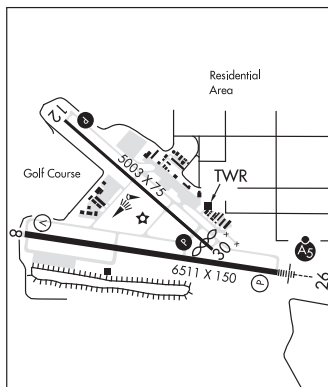 Residential
Area
12
P
5003 X 75
Golf Course
TWR
V
8
P
30
A5
6511 X 150
P
26